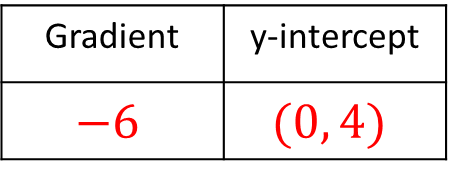 Gradient y-intercept
−6 (0, 4)